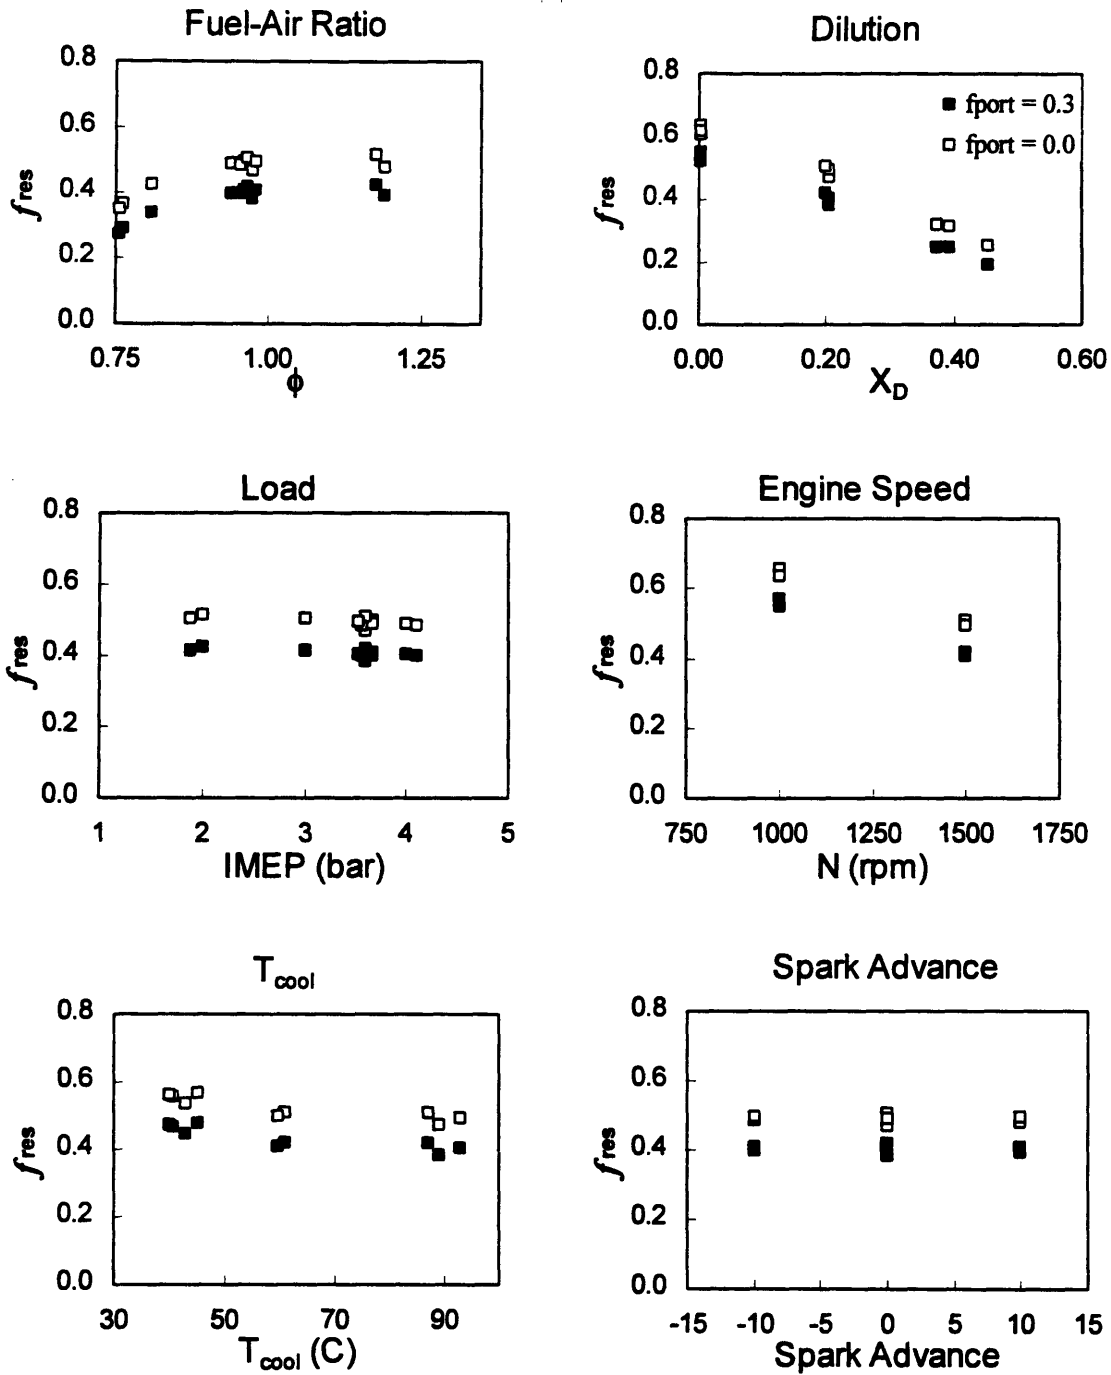 Fuel-Air Ratio
0.8
0.6
0.4
0.2
0.0
fres
0.75 1.00 1.25
ϕ
Dilution
0.8
0.6
0.4
0.2
0.0
fres
fport = 0.3
fport = 0.0
0.00 0.20 0.40 0.60
XD
Load
0.8
0.6
0.4
0.2
0.0
fres
1 2 3 4 5
IMEP (bar)
Engine Speed
0.8
0.6
0.4
0.2
0.0
fres
750 1000 1250 1500 1750
N (rpm)
Tcool
0.8
0.6
0.4
0.2
0.0
fres
30 50 70 90
Tcool (C)
Spark Advance
0.8
0.6
0.4
0.2
0.0
fres
-15 -10 -5 0 5 10 15
Spark Advance